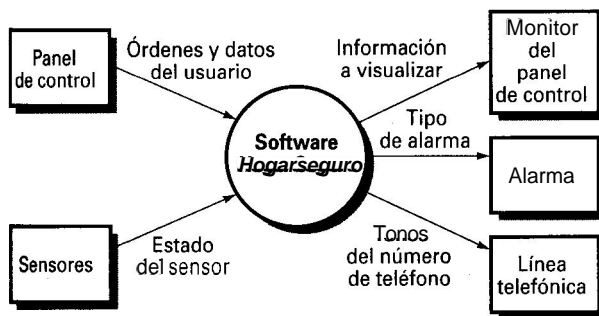 Panel
de control
Órdenes y datos
del usuario
Información
a visualizar
Monitor
del
panel
de control
Software
Hogarseguro
Tipo
de alarma
Alarma
Sensores
Estado
del sensor
Tonos
del número
de teléfono
Línea
telefónica